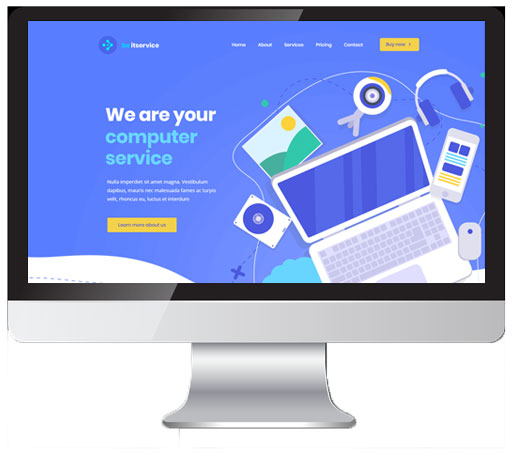 Be itservice
Home About Services Pricing Contact Buy now
We are your
computer
service
Nulla imperdiet sit amet magna. Vestibulum
dapibus, mauris nec malesuada fames ac turpis
velit, rhoncus eu, luctus et interdum
Learn more about us